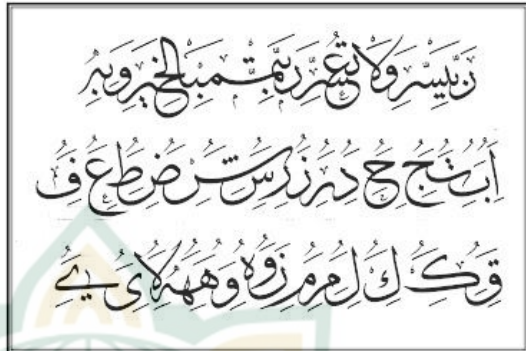 رب يسر ولا تعسر رب تمم بالخير وبه
ا ب ت ج ح د ر ز ر س ش ر ض ط ع ف
ق ك ك ل م م ر ز و ه و ه ه ه لا ي ي